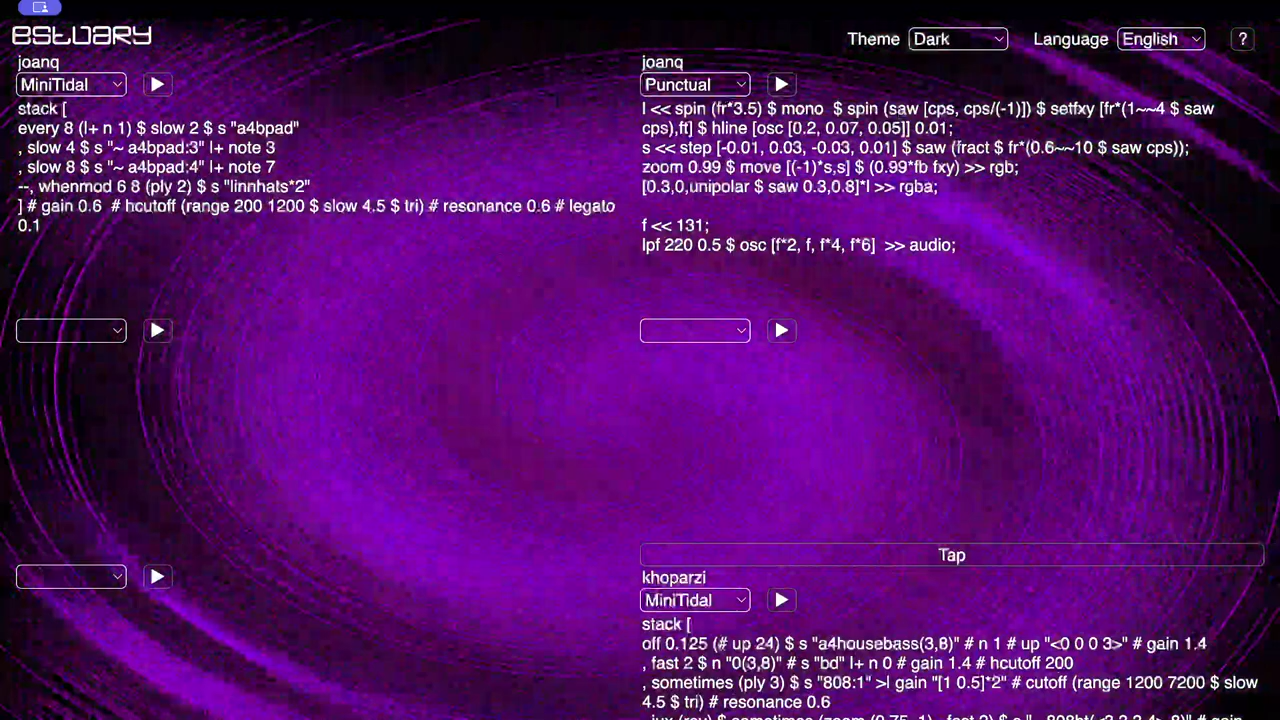 ESTUARY
Theme Dark Language English ?
joanq
MiniTidal
stack [
every 8 (|+ n 1) $ slow 2 $ s "a4bpad"
, slow 4 $ s "~ a4bpad:3" |+ note 3
, slow 8 $ s "~ a4bpad:4" |+ note 7
--, whenmod 6 8 (ply 2) $ s "linnhats*2"
] # gain 0.6  # hcutoff (range 200 1200 $ slow 4.5 $ tri) # resonance 0.6 # legato
0.1
joanq
Punctual
l << spin (fr*3.5) $ mono  $ spin (saw [cps, cps/(-1)]) $ setfxy [fr*(1~~4 $ saw
cps),ft] $ hline [osc [0.2, 0.07, 0.05]] 0.01;
s << step [-0.01, 0.03, -0.03, 0.01] $ saw (fract $ fr*(0.6~~10 $ saw cps));
zoom 0.99 $ move [(-1)*s,s] $ (0.99*fb fxy) >> rgb;
[0.3,0,unipolar $ saw 0.3,0.8]*l >> rgba;
f << 131;
lpf 220 0.5 $ osc [f*2, f, f*4, f*6]  >> audio;
Tap
khoparzi
MiniTidal
stack [
off 0.125 (# up 24) $ s "a4housebass(3,8)" # n 1 # up "<0 0 0 3>" # gain 1.4
, fast 2 $ n "0(3,8)" # s "bd" |+ n 0 # gain 1.4 # hcutoff 200
, sometimes (ply 3) $ s "808:1" >| gain "[1 0.5]*2" # cutoff (range 1200 7200 $ slow
4.5 $ tri) # resonance 0.6